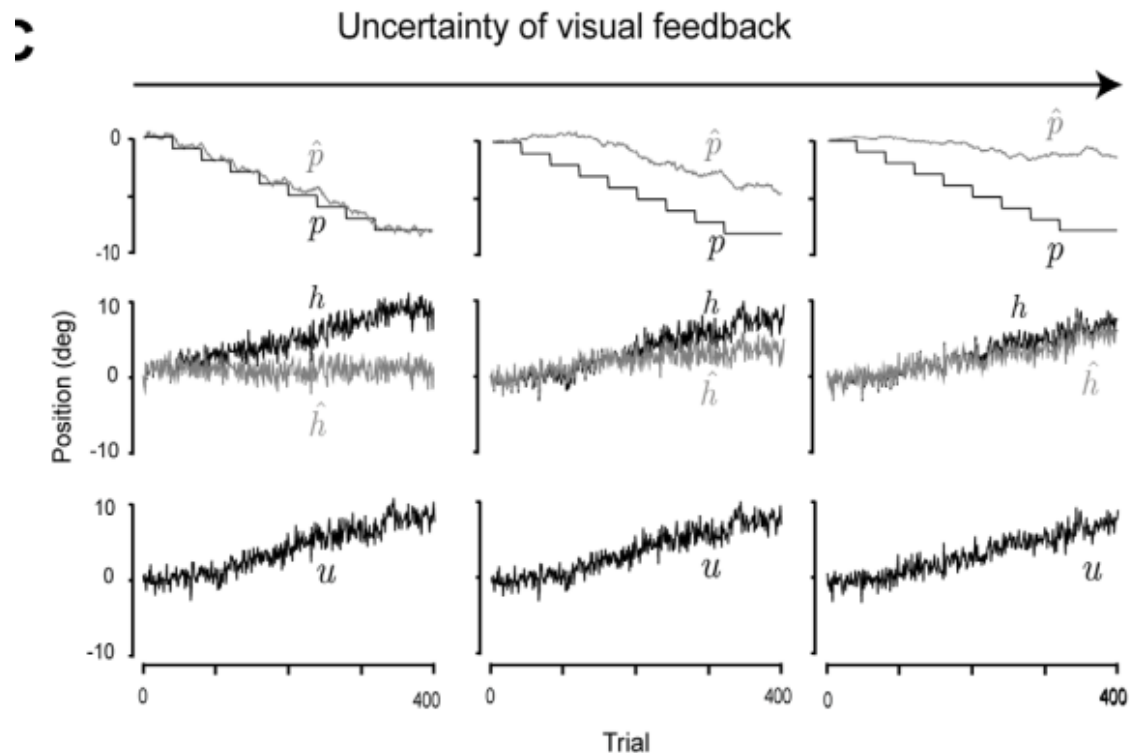 C
Uncertainty of visual feedback
0
-10
p̂
p
p̂
p
p̂
p
Position (deg)
10
0
-10
h
ĥ
h
ĥ
h
ĥ
10
0
-10
u
u
u
0
400
0
400
0
400
Trial